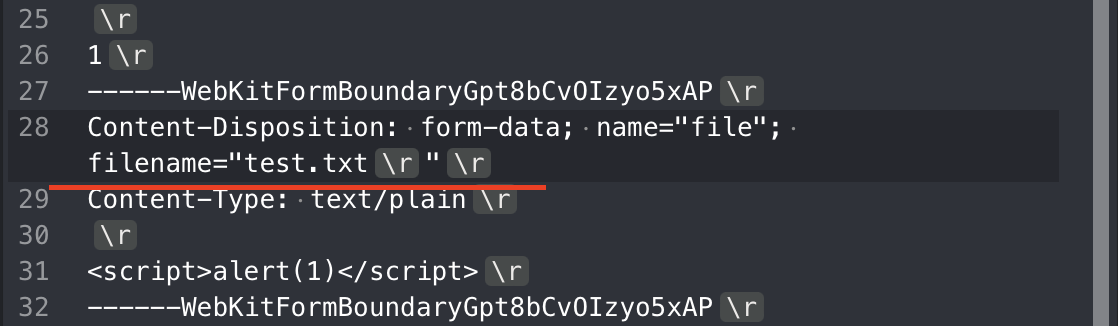 25 \r
26 1 \r
27 ------WebKitFormBoundaryGpt8bCvOIzyo5xAP \r
28 Content-Disposition: · form-data; · name="file"; ·
filename="test.txt \r " \r
29 Content-Type: · text/plain \r
30 \r
31 <script>alert(1)</script> \r
32 ------WebKitFormBoundaryGpt8bCvOIzyo5xAP \r